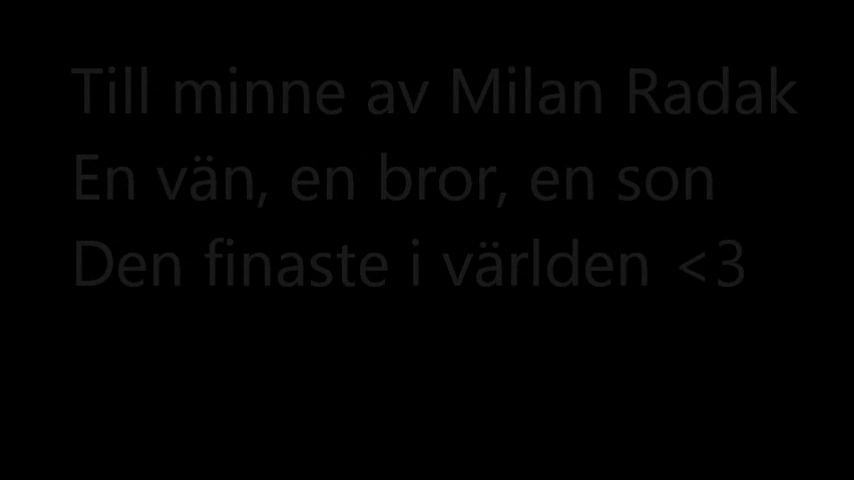 Till minne av Milan Radak
En vän, en bror, en son
Den finaste i världen <3